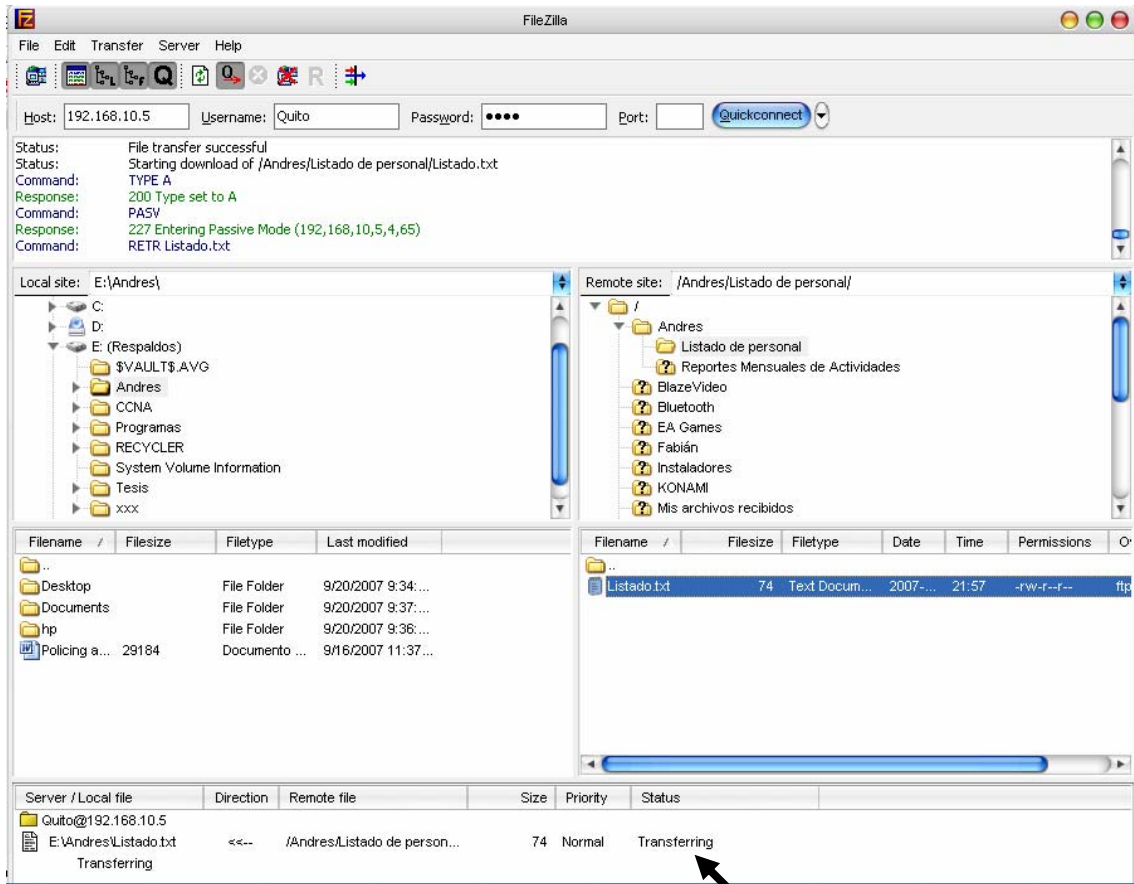 FileZilla
File Edit Transfer Server Help
Host: 192.168.10.5 Username: Quito Password: •••• Port: Quickconnect
Status: File transfer successful
Status: Starting download of /Andres/Listado de personal/Listado.txt
Command: TYPE A
Response: 200 Type set to A
Command: PASV
Response: 227 Entering Passive Mode (192,168,10,5,4,65)
Command: RETR Listado.txt
Local site: E:\Andres\
C:
D:
E: (Respaldos)
$VAULT$.AVG
Andres
CCNA
Programas
RECYCLER
System Volume Information
Tesis
xxx
Remote site: /Andres/Listado de personal/
/
Andres
Listado de personal
Reportes Mensuales de Actividades
BlazeVideo
Bluetooth
EA Games
Fabián
Instaladores
KONAMI
Mis archivos recibidos
Filename / Filesize Filetype Last modified
..
Desktop File Folder 9/20/2007 9:34:...
Documents File Folder 9/20/2007 9:37:...
hp File Folder 9/20/2007 9:36:...
Policing a... 29184 Documento ... 9/16/2007 11:37...
Filename / Filesize Filetype Date Time Permissions
..
Listado.txt 74 Text Docum... 2007-... 21:57 -rw-r--r-- ftp
Server / Local file Direction Remote file Size Priority Status
Quito@192.168.10.5
E:\Andres\Listado.txt <<-- /Andres/Listado de person... 74 Normal Transferring
Transferring